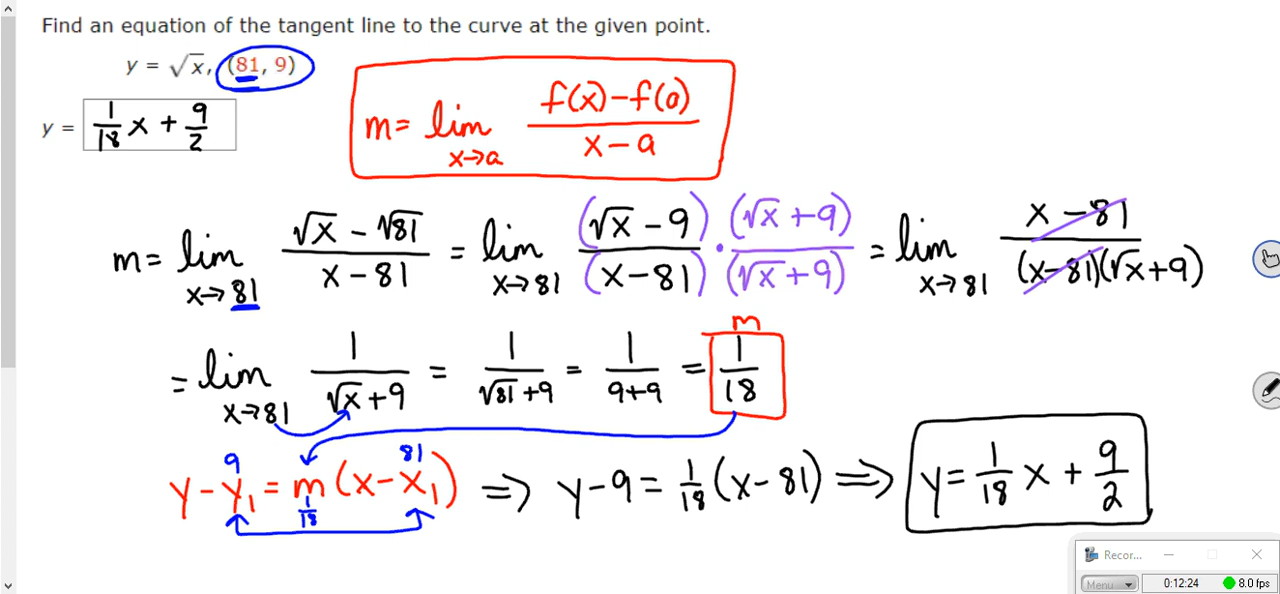 Find an equation of the tangent line to the curve at the given point.
y = √x, (81, 9)
y = 1/18 x + 9/2
m = lim x→a (f(x) − f(a))/(x − a)
m = lim x→81 (√x − √81)/(x − 81) = lim x→81 (√x − 9)/(x − 81) · (√x + 9)/(√x + 9) = lim x→81 (x − 81)/((x − 81)(√x + 9))
m
= lim x→81 1/(√x + 9) = 1/(√81 + 9) = 1/(9 + 9) = 1/18
9 81
y − y₁ = m (x − x₁) ⇒ y − 9 = 1/18 (x − 81) ⇒ y = 1/18 x + 9/2
1/18
Recor...
Menu 0:12:24 8.0 fps